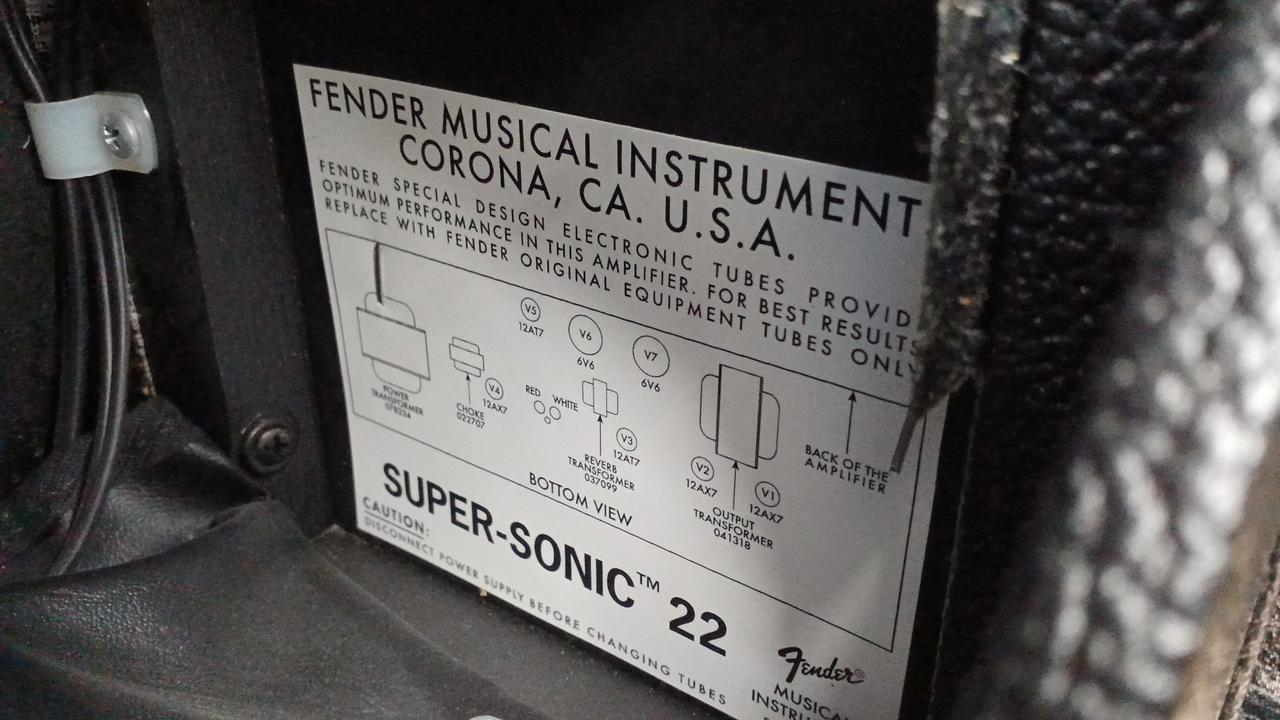 FENDER MUSICAL INSTRUMENT
CORONA, CA. U.S.A.
FENDER SPECIAL DESIGN ELECTRONIC TUBES PROVID
OPTIMUM PERFORMANCE IN THIS AMPLIFIER. FOR BEST RESULTS
REPLACE WITH FENDER ORIGINAL EQUIPMENT TUBES ONLY
V5
12AT7
V6
6V6
V7
6V6
POWER
TRANSFORMER
078334
CHOKE
022707
V4
12AX7
RED
WHITE
REVERB
TRANSFORMER
037099
V3
12AT7
V2
12AX7
OUTPUT
TRANSFORMER
041318
V1
12AX7
BACK OF THE
AMPLIFIER
BOTTOM VIEW
SUPER-SONIC™ 22
CAUTION:
DISCONNECT POWER SUPPLY BEFORE CHANGING TUBES
Fender®
MUSICAL
INSTRU